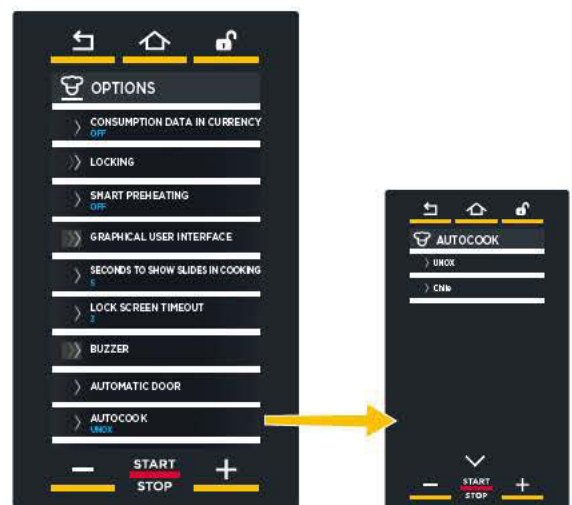 OPTIONS
CONSUMPTION DATA IN CURRENCY
OFF
LOCKING
SMART PREHEATING
OFF
GRAPHICAL USER INTERFACE
SECONDS TO SHOW SLIDES IN COOKING
5
LOCK SCREEN TIMEOUT
3
BUZZER
AUTOMATIC DOOR
AUTOCOOK
UNOX
START
STOP
AUTOCOOK
UNOX
Chile
START
STOP